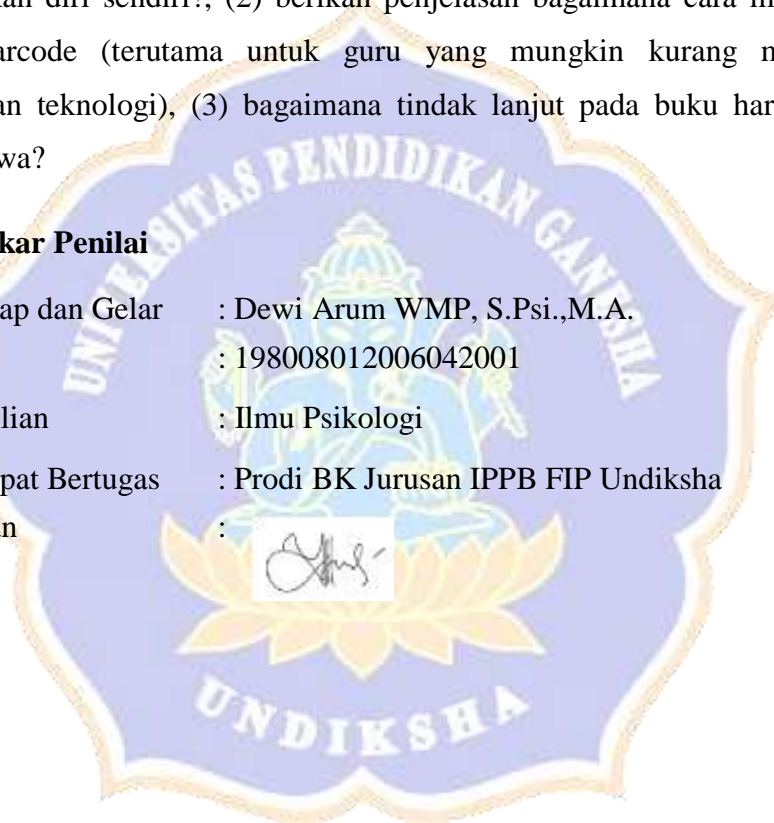 an diri sendiri?, (2) berikan penjelasan bagaimana cara m
arcode (terutama untuk guru yang mungkin kurang m
an teknologi), (3) bagaimana tindak lanjut pada buku har
wa?
UNIVERSITAS PENDIDIKAN GANESHA
kar Penilai
ap dan Gelar : Dewi Arum WMP, S.Psi.,M.A.
: 198008012006042001
lian : Ilmu Psikologi
pat Bertugas : Prodi BK Jurusan IPPB FIP Undiksha
n :
UNDIKSHA